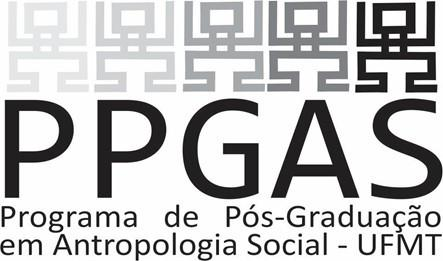 PPGAS
Programa de Pós-Graduação
em Antropologia Social - UFMT